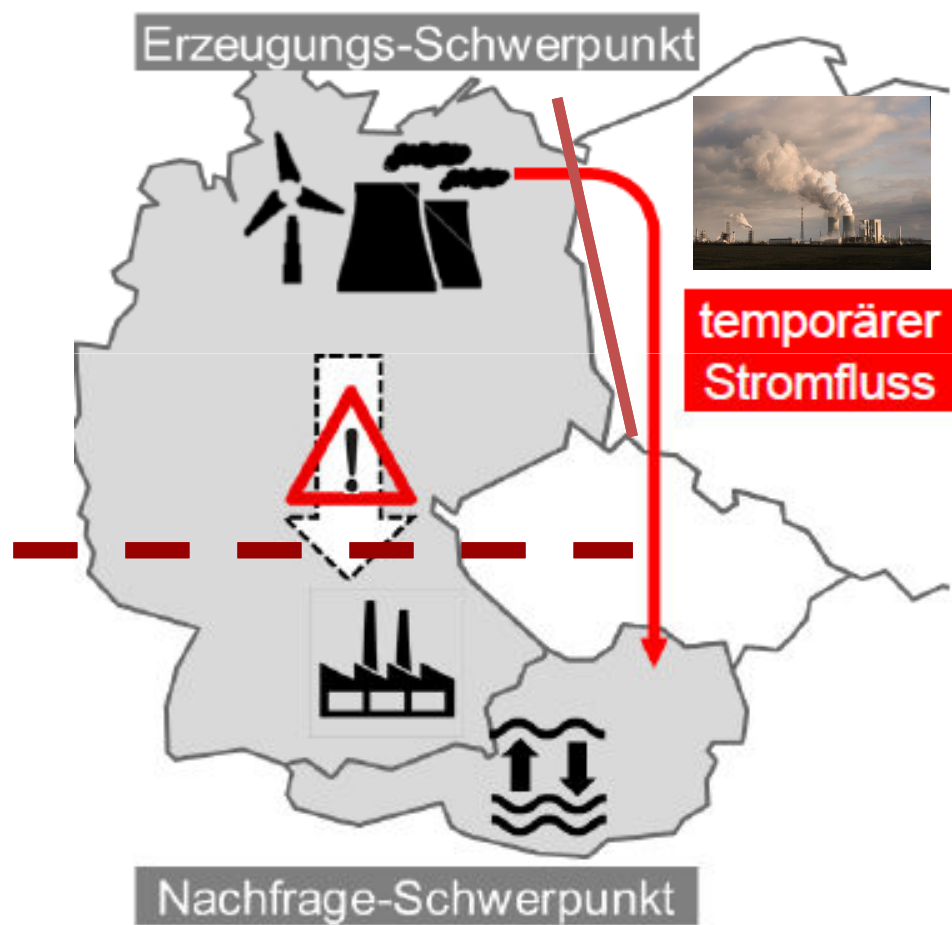 Erzeugungs-Schwerpunkt
temporärer
Stromfluss
!
Nachfrage-Schwerpunkt